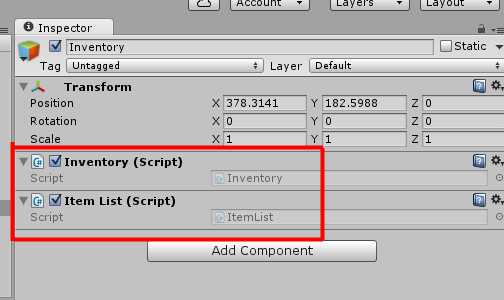 Account
Layers
Layout
Inspector
Inventory
Static
Tag Untagged Layer Default
Transform
Position X 378.3141 Y 182.5988 Z 0
Rotation X 0 Y 0 Z 0
Scale X 1 Y 1 Z 1
Inventory (Script)
Script Inventory
Item List (Script)
Script ItemList
Add Component